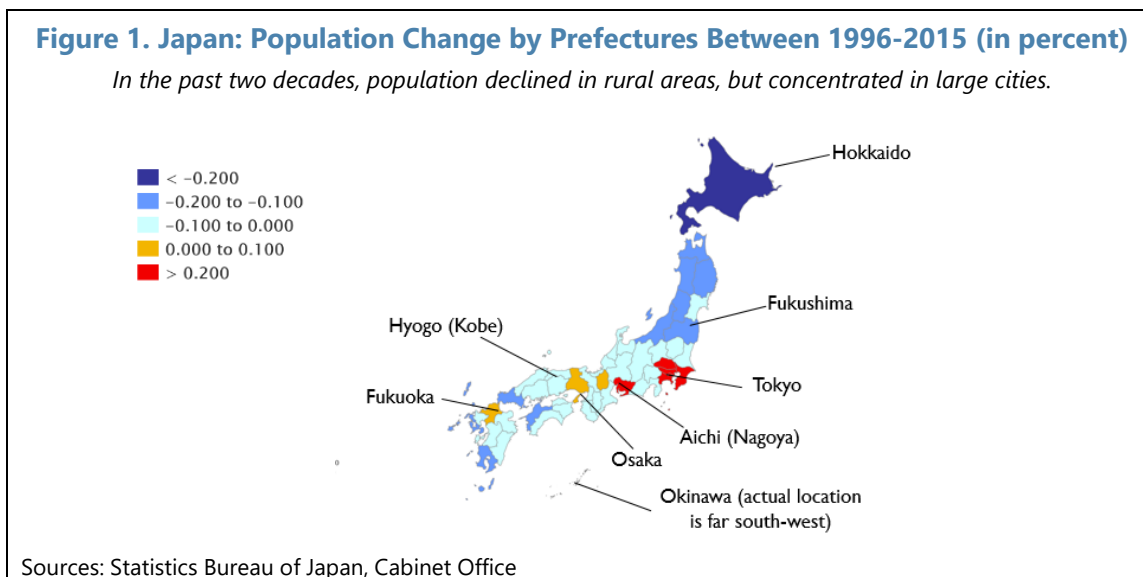 Figure 1. Japan: Population Change by Prefectures Between 1996-2015 (in percent)
In the past two decades, population declined in rural areas, but concentrated in large cities.
Hokkaido
< –0.200
–0.200 to –0.100
–0.100 to 0.000
0.000 to 0.100
> 0.200
Fukushima
Hyogo (Kobe)
Tokyo
Fukuoka
Aichi (Nagoya)
Osaka
Okinawa (actual location
is far south-west)
Sources: Statistics Bureau of Japan, Cabinet Office